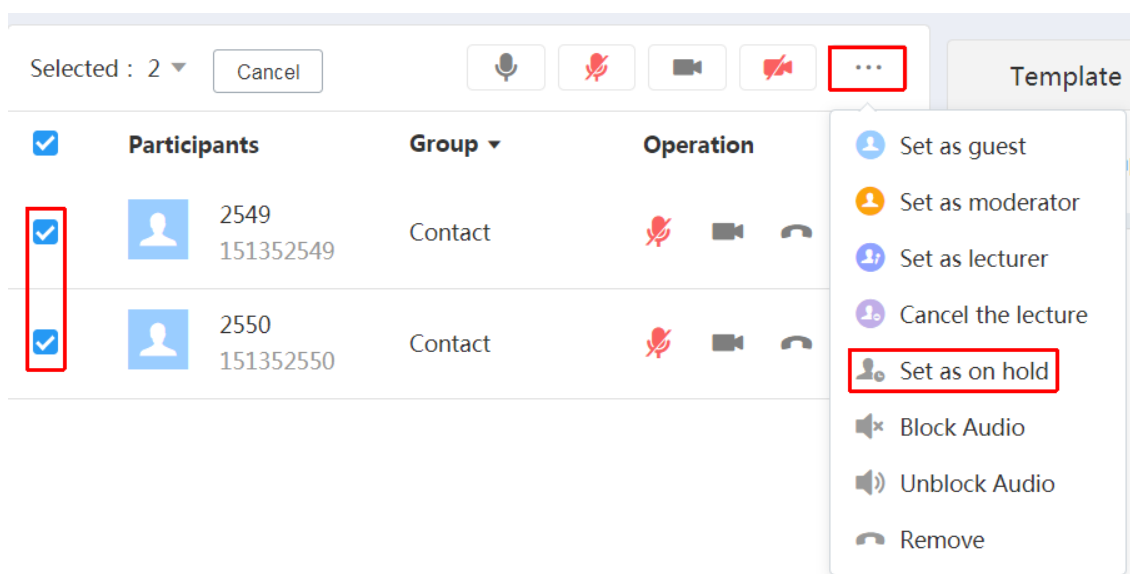 Selected : 2 Cancel ... Template
Participants Group Operation
2549
151352549
Contact
2550
151352550
Contact
Set as guest
Set as moderator
Set as lecturer
Cancel the lecture
Set as on hold
Block Audio
Unblock Audio
Remove